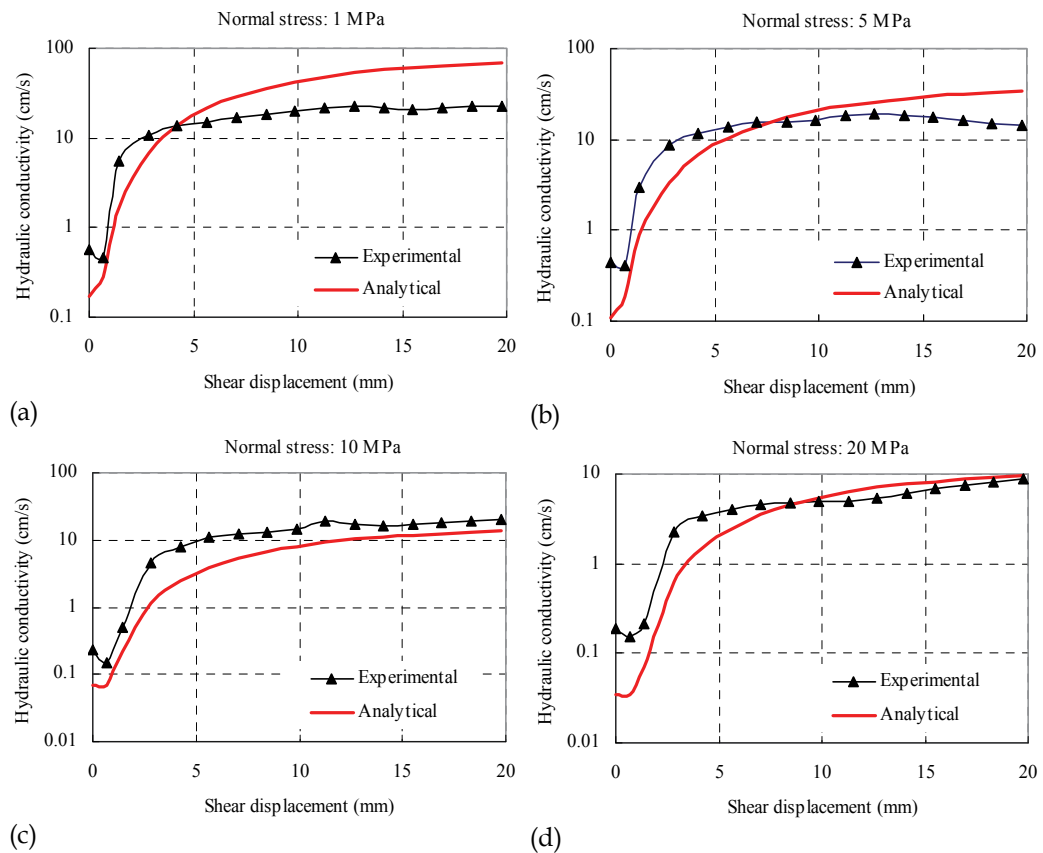 Normal stress: 1 MPa
100
10
1
0.1
Hydraulic conductivity (cm/s)
Experimental
Analytical
0 5 10 15 20
Shear displacement (mm)
(a)
Normal stress: 5 MPa
100
10
1
0.1
Hydraulic conductivity (cm/s)
Experimental
Analytical
0 5 10 15 20
Shear displacement (mm)
(b)
Normal stress: 10 MPa
100
10
1
0.1
0.01
Hydraulic conductivity (cm/s)
Experimental
Analytical
0 5 10 15 20
Shear displacement (mm)
(c)
Normal stress: 20 MPa
10
1
0.1
0.01
Hydraulic conductivity (cm/s)
Experimental
Analytical
0 5 10 15 20
Shear displacement (mm)
(d)